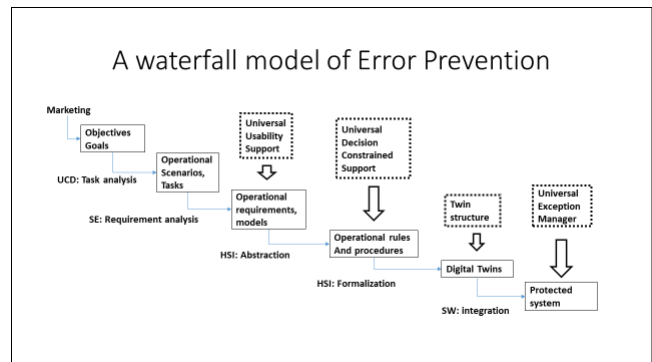 A waterfall model of Error Prevention
Marketing
Objectives
Goals
UCD: Task analysis
Operational
Scenarios,
Tasks
SE: Requirement analysis
Universal
Usability
Support
Operational
requirements,
models
HSI: Abstraction
Universal
Decision
Constrained
Support
Operational rules
And procedures
HSI: Formalization
Twin
structure
Digital Twins
SW: integration
Universal
Exception
Manager
Protected
system